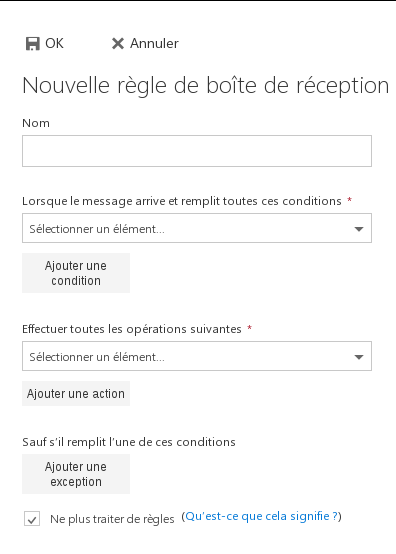 OK Annuler
Nouvelle règle de boîte de réception
Nom
Lorsque le message arrive et remplit toutes ces conditions *
Sélectionner un élément...
Ajouter une
condition
Effectuer toutes les opérations suivantes *
Sélectionner un élément...
Ajouter une action
Sauf s'il remplit l'une de ces conditions
Ajouter une
exception
Ne plus traiter de règles (Qu'est-ce que cela signifie ?)